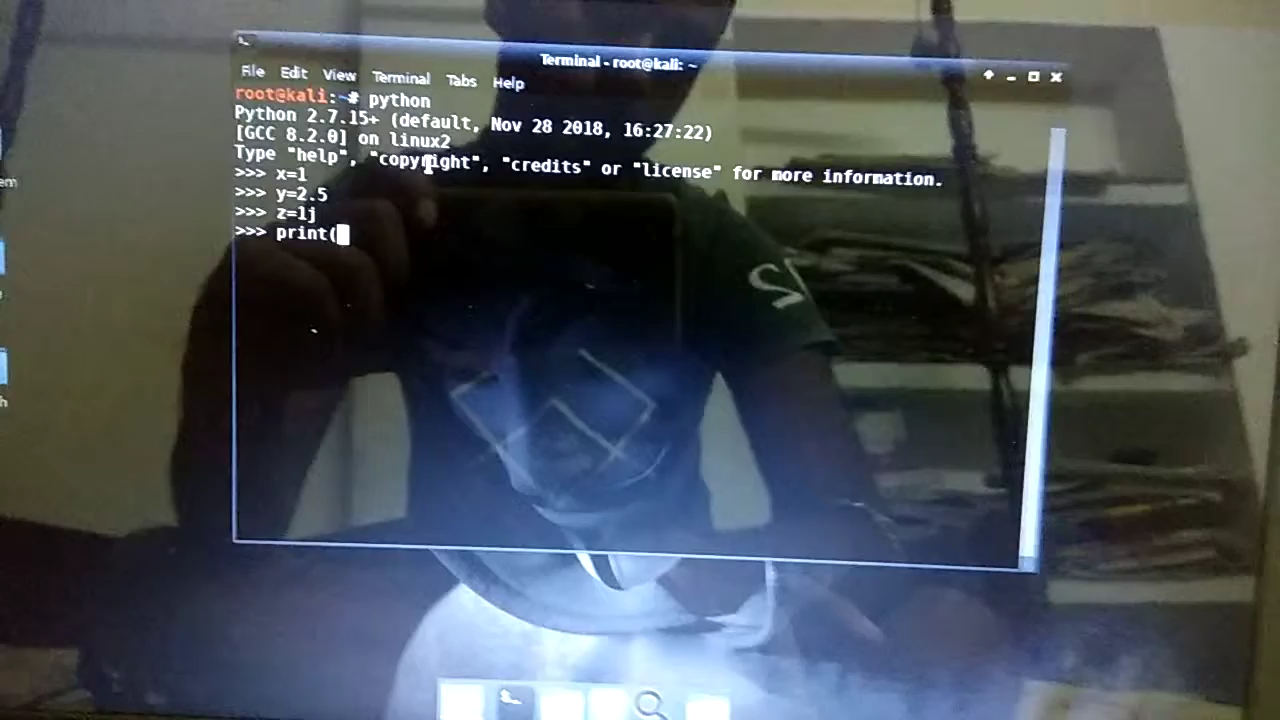 Terminal - root@kali: ~
File Edit View Terminal Tabs Help
root@kali:~# python
Python 2.7.15+ (default, Nov 28 2018, 16:27:22)
[GCC 8.2.0] on linux2
Type "help", "copyright", "credits" or "license" for more information.
>>> x=1
>>> y=2.5
>>> z=1j
>>> print(
em
h